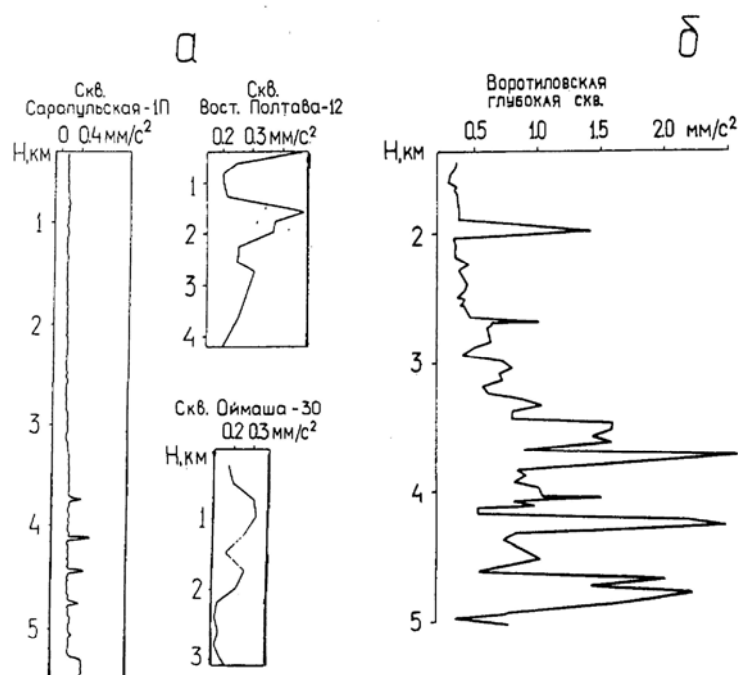 а
Скв.
Сарапульская-1П
0 0.4 мм/с²
Н,км
1
2
3
4
5
Скв.
Вост. Полтава-12
0.2 0.3 мм/с²
Н,км
1
2
3
4
Скв. Оймаша-30
0.2 0.3 мм/с²
Н,км
1
2
3
б
Воротиловская
глубокая скв.
0.5 1.0 1.5 2.0 мм/с²
Н,км
2
3
4
5